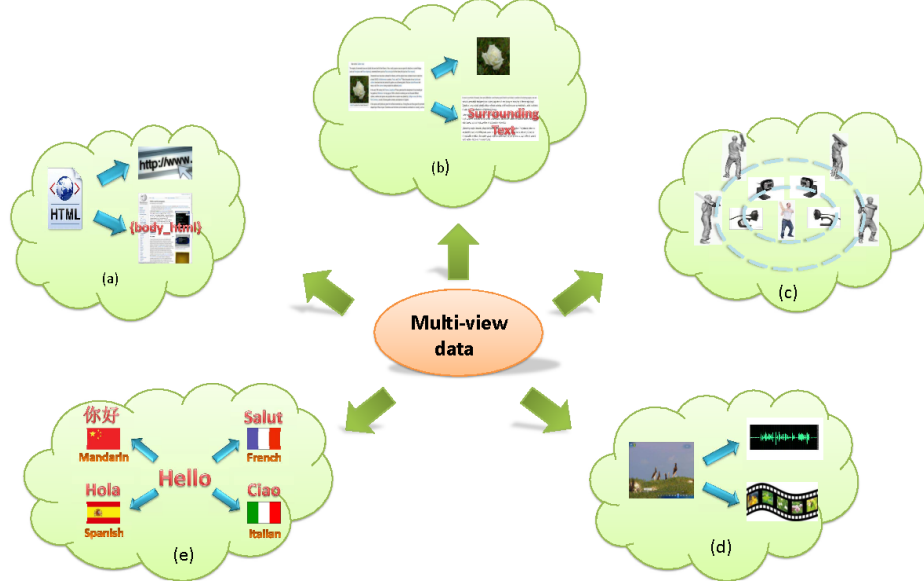 Surrounding
Text
(b)
http://www.
HTML
{body_html}
(a)
(c)
Multi-view
data
你好
Mandarin
Salut
French
Hello
Hola
Spanish
Ciao
Italian
(e)
(d)